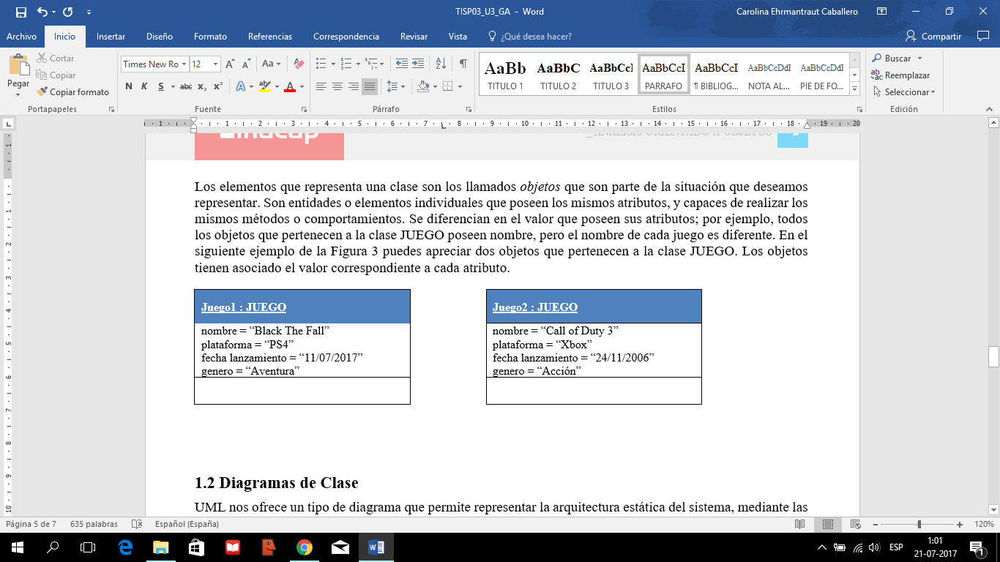 TISP03_U3_GA - Word
Carolina Ehrmantraut Caballero
Archivo Inicio Insertar Diseño Formato Referencias Correspondencia Revisar Vista ¿Qué desea hacer? Compartir
Pegar
Cortar
Copiar
Copiar formato
Portapapeles
Times New Ro 12
N K S abc x₂ x²
Fuente
Párrafo
AaBb AaBbC AaBbCcI AaBbCcI AaBbCcI AaBbCcDdE AaBbCcDdE
TITULO 1 TITULO 2 TITULO 3 PARRAFO ¶ BIBLIOG... NOTA AL... PIE DE FO...
Estilos
Buscar
Reemplazar
Seleccionar
Edición
inacap
_ANÁLISIS ORIENTADO A OBJETOS
Los elementos que representa una clase son los llamados objetos que son parte de la situación que deseamos
representar. Son entidades o elementos individuales que poseen los mismos atributos, y capaces de realizar los
mismos métodos o comportamientos. Se diferencian en el valor que poseen sus atributos; por ejemplo, todos
los objetos que pertenecen a la clase JUEGO poseen nombre, pero el nombre de cada juego es diferente. En el
siguiente ejemplo de la Figura 3 puedes apreciar dos objetos que pertenecen a la clase JUEGO. Los objetos
tienen asociado el valor correspondiente a cada atributo.
Juego1 : JUEGO
nombre = “Black The Fall”
plataforma = “PS4”
fecha lanzamiento = “11/07/2017”
genero = “Aventura”
Juego2 : JUEGO
nombre = “Call of Duty 3”
plataforma = “Xbox”
fecha lanzamiento = “24/11/2006”
genero = “Acción”
1.2 Diagramas de Clase
UML nos ofrece un tipo de diagrama que permite representar la arquitectura estática del sistema, mediante las
Página 5 de 7 635 palabras Español (España) 120%
ESP
1:01
21-07-2017
1